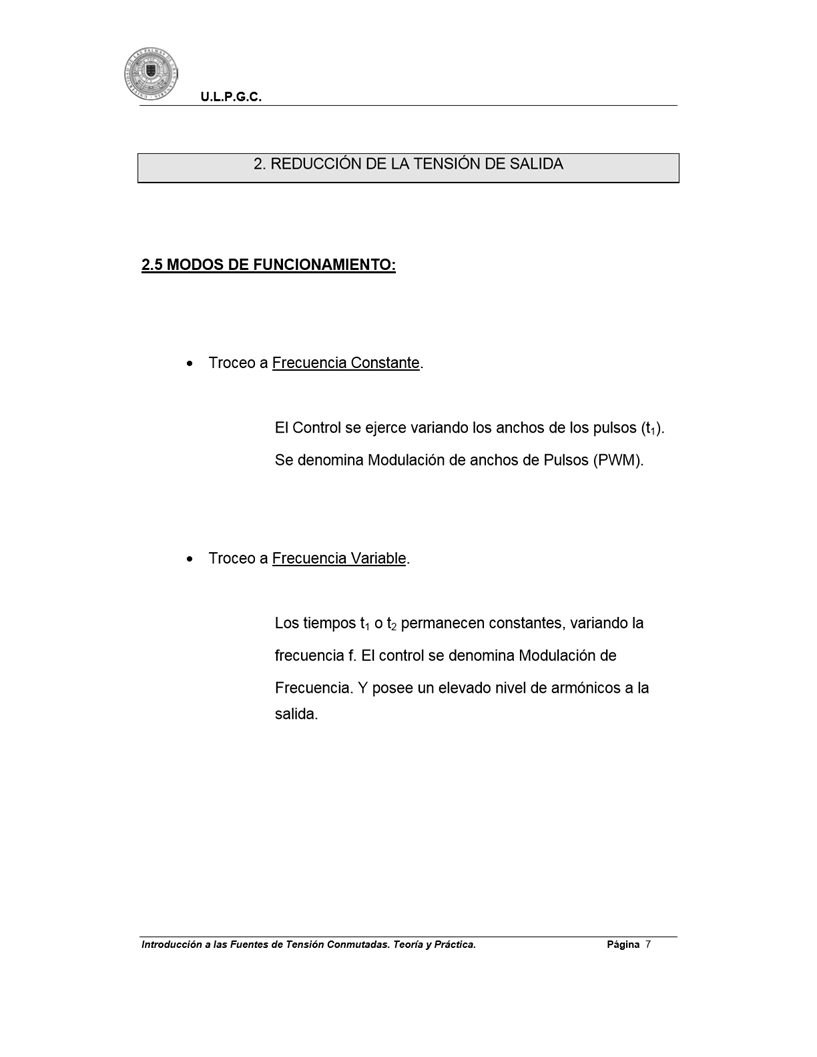 U.L.P.G.C.
2. REDUCCIÓN DE LA TENSIÓN DE SALIDA
2.5 MODOS DE FUNCIONAMIENTO:
• Troceo a Frecuencia Constante.
El Control se ejerce variando los anchos de los pulsos (t₁).
Se denomina Modulación de anchos de Pulsos (PWM).
• Troceo a Frecuencia Variable.
Los tiempos t₁ o t₂ permanecen constantes, variando la
frecuencia f. El control se denomina Modulación de
Frecuencia. Y posee un elevado nivel de armónicos a la
salida.
Introducción a las Fuentes de Tensión Conmutadas. Teoría y Práctica. Página 7